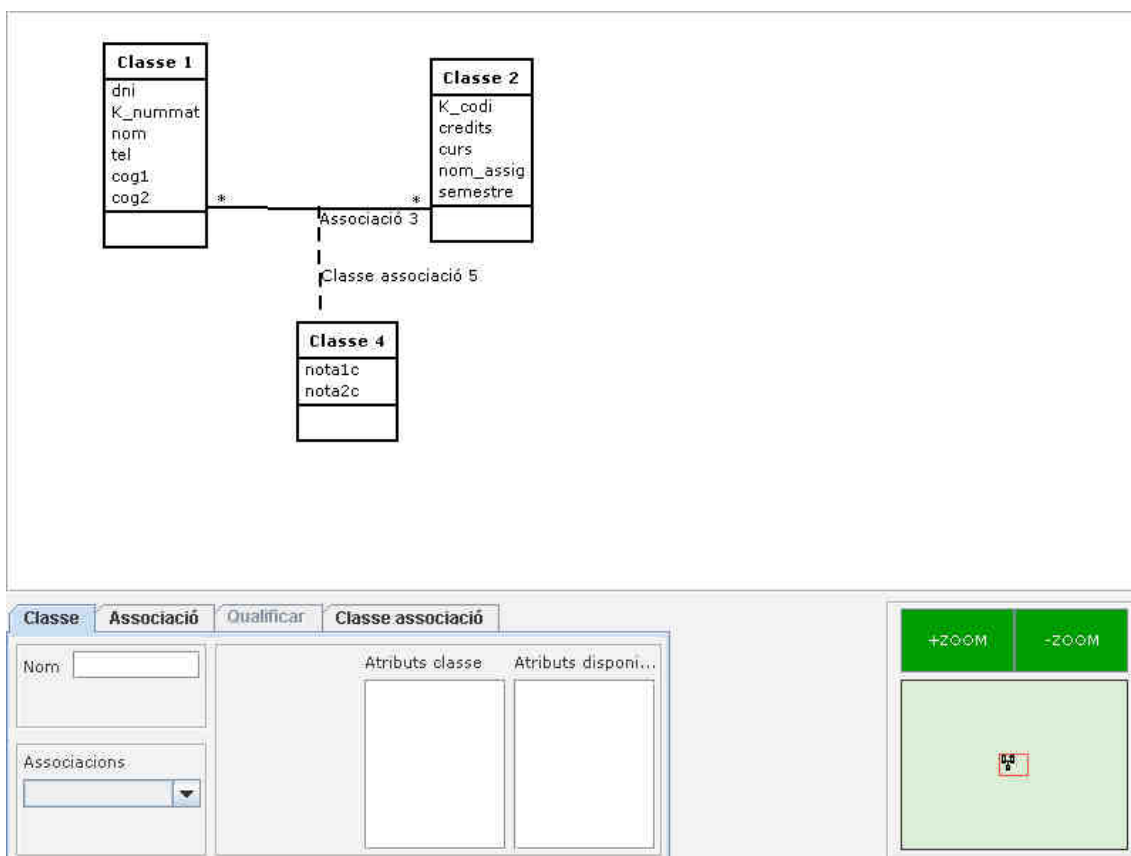 Classe 1
dni
K_nummat
nom
tel
cog1
cog2
Classe 2
K_codi
credits
curs
nom_assig
semestre
* *
Associació 3
Classe associació 5
Classe 4
nota1c
nota2c
Classe Associació Qualificar Classe associació
Nom
Atributs classe Atributs disponi...
Associacions
+ZOOM -ZOOM